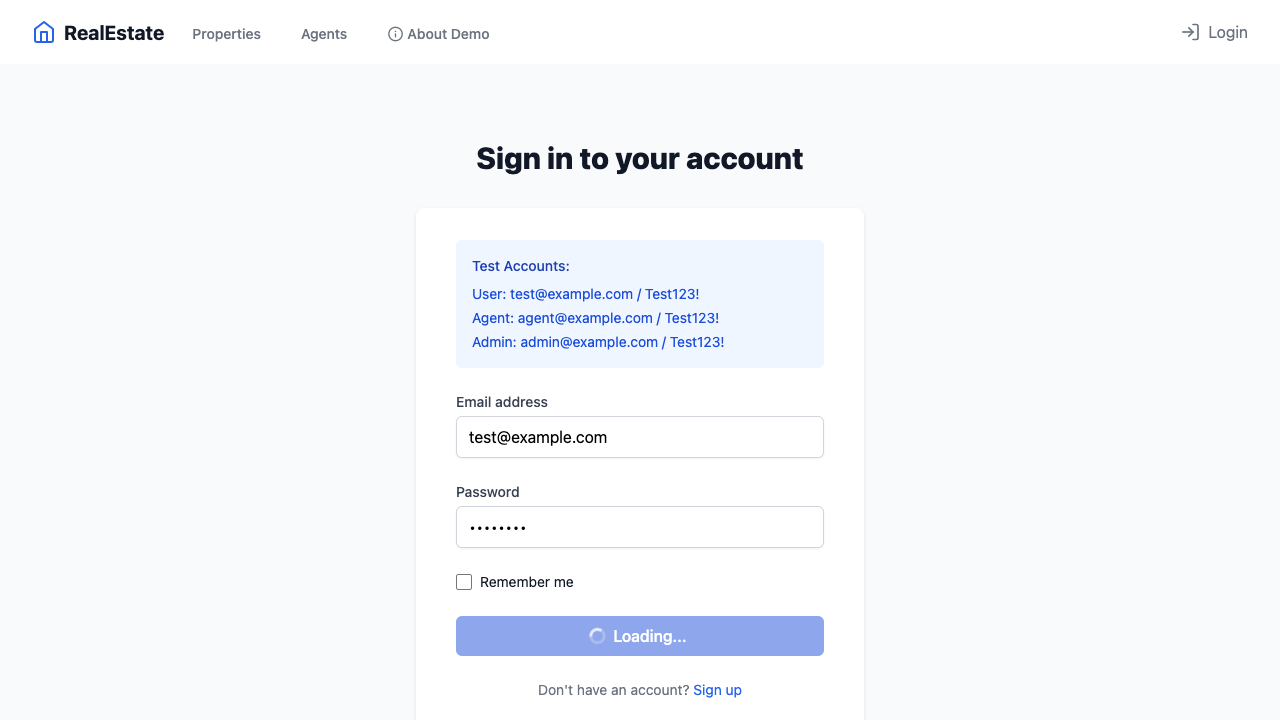 RealEstate
Properties
Agents
About Demo
Login
Sign in to your account
Test Accounts:
User: test@example.com / Test123!
Agent: agent@example.com / Test123!
Admin: admin@example.com / Test123!
Email address
test@example.com
Password
••••••••
Remember me
Loading...
Don't have an account? Sign up